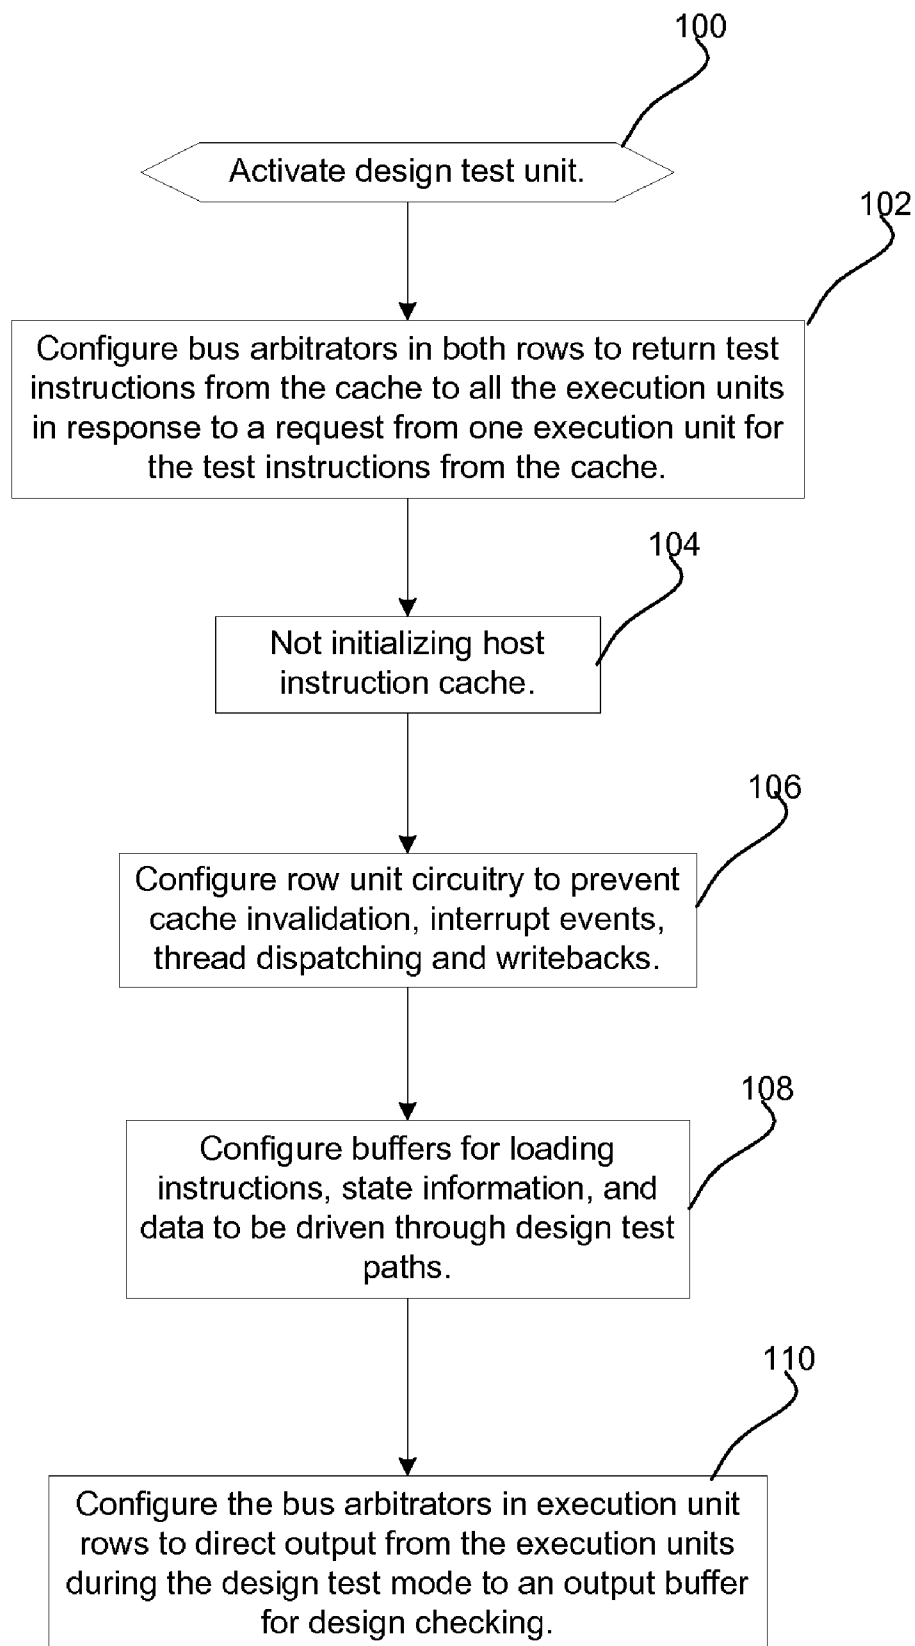 100
Activate design test unit.
102
Configure bus arbitrators in both rows to return test
instructions from the cache to all the execution units
in response to a request from one execution unit for
the test instructions from the cache.
104
Not initializing host
instruction cache.
106
Configure row unit circuitry to prevent
cache invalidation, interrupt events,
thread dispatching and writebacks.
108
Configure buffers for loading
instructions, state information, and
data to be driven through design test
paths.
110
Configure the bus arbitrators in execution unit
rows to direct output from the execution units
during the design test mode to an output buffer
for design checking.